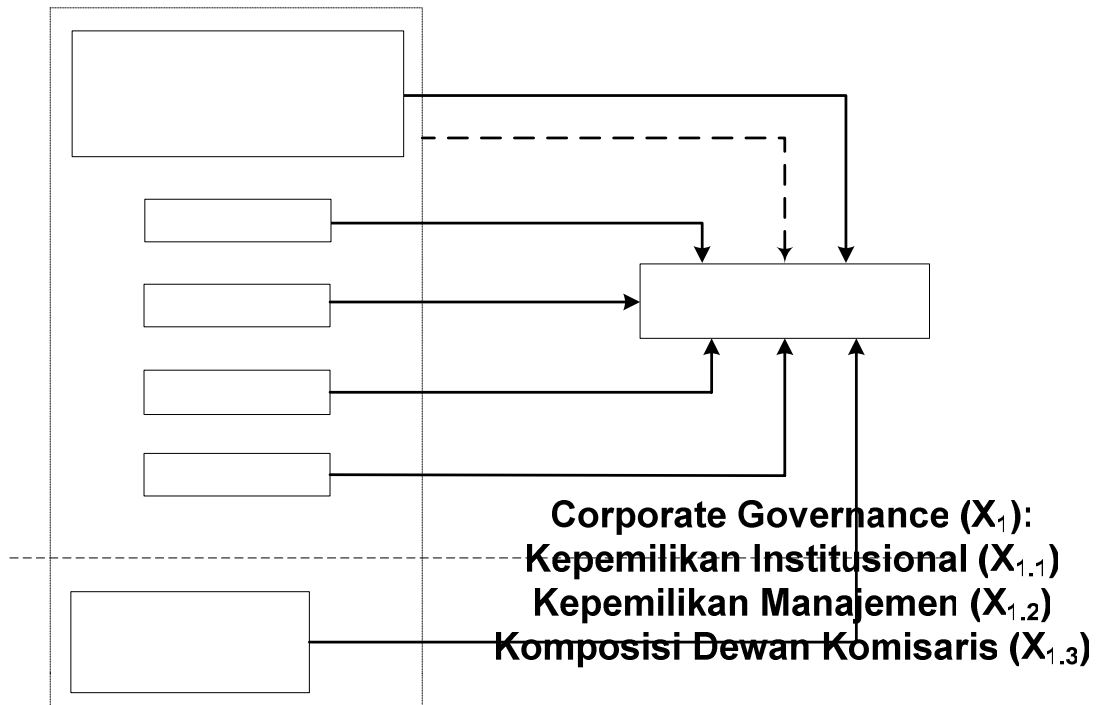 Corporate Governance (X₁):
Kepemilikan Institusional (X₁.₁)
Kepemilikan Manajemen (X₁.₂)
Komposisi Dewan Komisaris (X₁.₃)